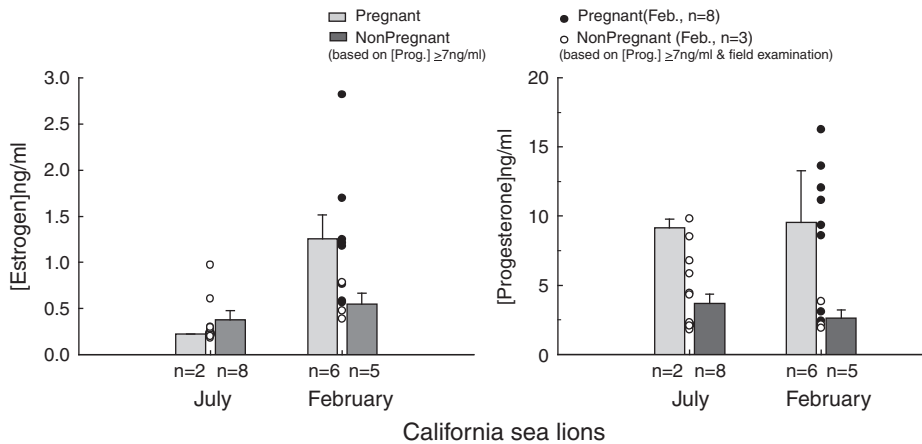 Pregnant
NonPregnant
(based on [Prog.] ≥7ng/ml)
Pregnant(Feb., n=8)
NonPregnant (Feb., n=3)
(based on [Prog.] ≥7ng/ml & field examination)
[Estrogen]ng/ml
3.0
2.5
2.0
1.5
1.0
0.5
0.0
n=2 n=8
n=6 n=5
July
February
[Progesterone]ng/ml
20
15
10
5
0
n=2 n=8
n=6 n=5
July
February
California sea lions